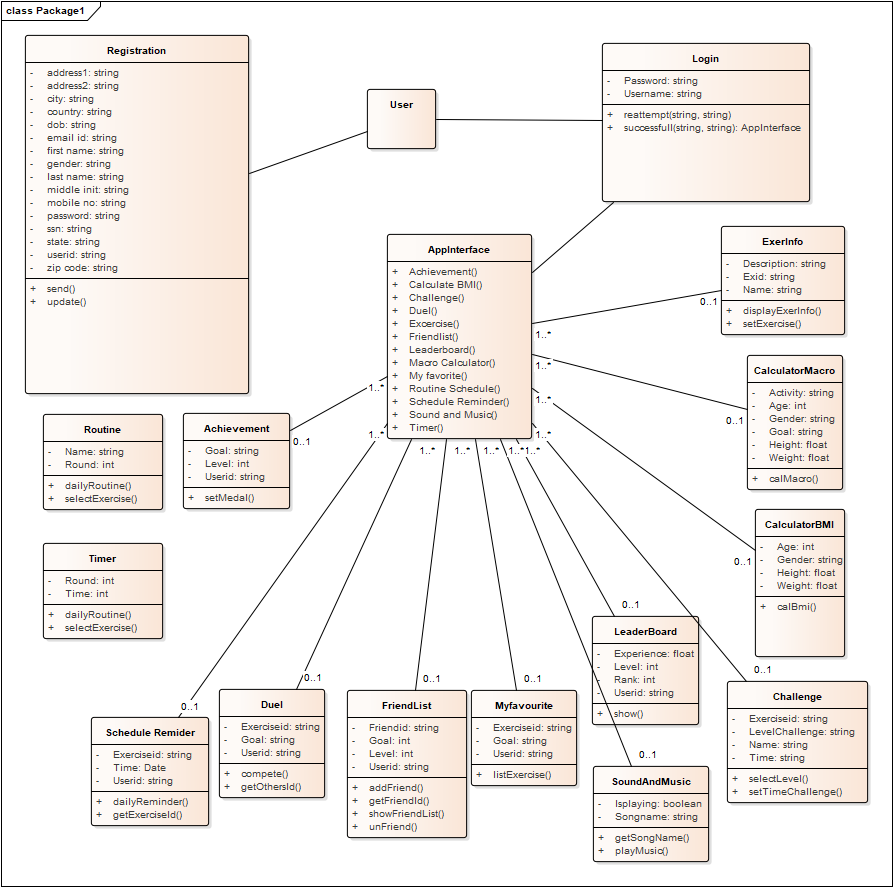 class Package1
Registration
- address1: string
- address2: string
- city: string
- country: string
- dob: string
- email id: string
- first name: string
- gender: string
- last name: string
- middle init: string
- mobile no: string
- password: string
- ssn: string
- state: string
- userid: string
- zip code: string
+ send()
+ update()
User
Login
- Password: string
- Username: string
+ reattempt(string, string)
+ successfull(string, string): AppInterface
AppInterface
+ Achievement()
+ Calculate BMI()
+ Challenge()
+ Duel()
+ Excercise()
+ Friendlist()
+ Leaderboard()
+ Macro Calculator()
+ My favorite()
+ Routine Schedule()
+ Schedule Reminder()
+ Sound and Music()
+ Timer()
ExerInfo
- Description: string
- Exid: string
- Name: string
+ displayExerInfo()
+ setExercise()
0..1
1..*
CalculatorMacro
- Activity: string
- Age: int
- Gender: string
- Goal: string
- Height: float
- Weight: float
+ calMacro()
0..1
1..*
1..*
1..*
0..1
1..*
1..*
Routine
- Name: string
- Round: int
+ dailyRoutine()
+ selectExercise()
Achievement
- Goal: string
- Level: int
- Userid: string
+ setMedal()
1..*
1..*
1..*
1..*1..*
CalculatorBMI
- Age: int
- Gender: string
- Height: float
- Weight: float
+ calBmi()
0..1
Timer
- Round: int
- Time: int
+ dailyRoutine()
+ selectExercise()
0..1
LeaderBoard
- Experience: float
- Level: int
- Rank: int
- Userid: string
+ show()
0..1
0..1
0..1
0..1
0..1
Schedule Remider
- Exerciseid: string
- Time: Date
- Userid: string
+ dailyReminder()
+ getExerciseId()
Duel
- Exerciseid: string
- Goal: string
- Userid: string
+ compete()
+ getOthersId()
FriendList
- Friendid: string
- Goal: int
- Level: int
- Userid: string
+ addFriend()
+ getFriendId()
+ showFriendList()
+ unFriend()
Myfavourite
- Exerciseid: string
- Goal: string
- Userid: string
+ listExercise()
Challenge
- Exerciseid: string
- LevelChallenge: string
- Name: string
- Time: string
+ selectLevel()
+ setTimeChallenge()
0..1
SoundAndMusic
- Isplaying: boolean
- Songname: string
+ getSongName()
+ playMusic()